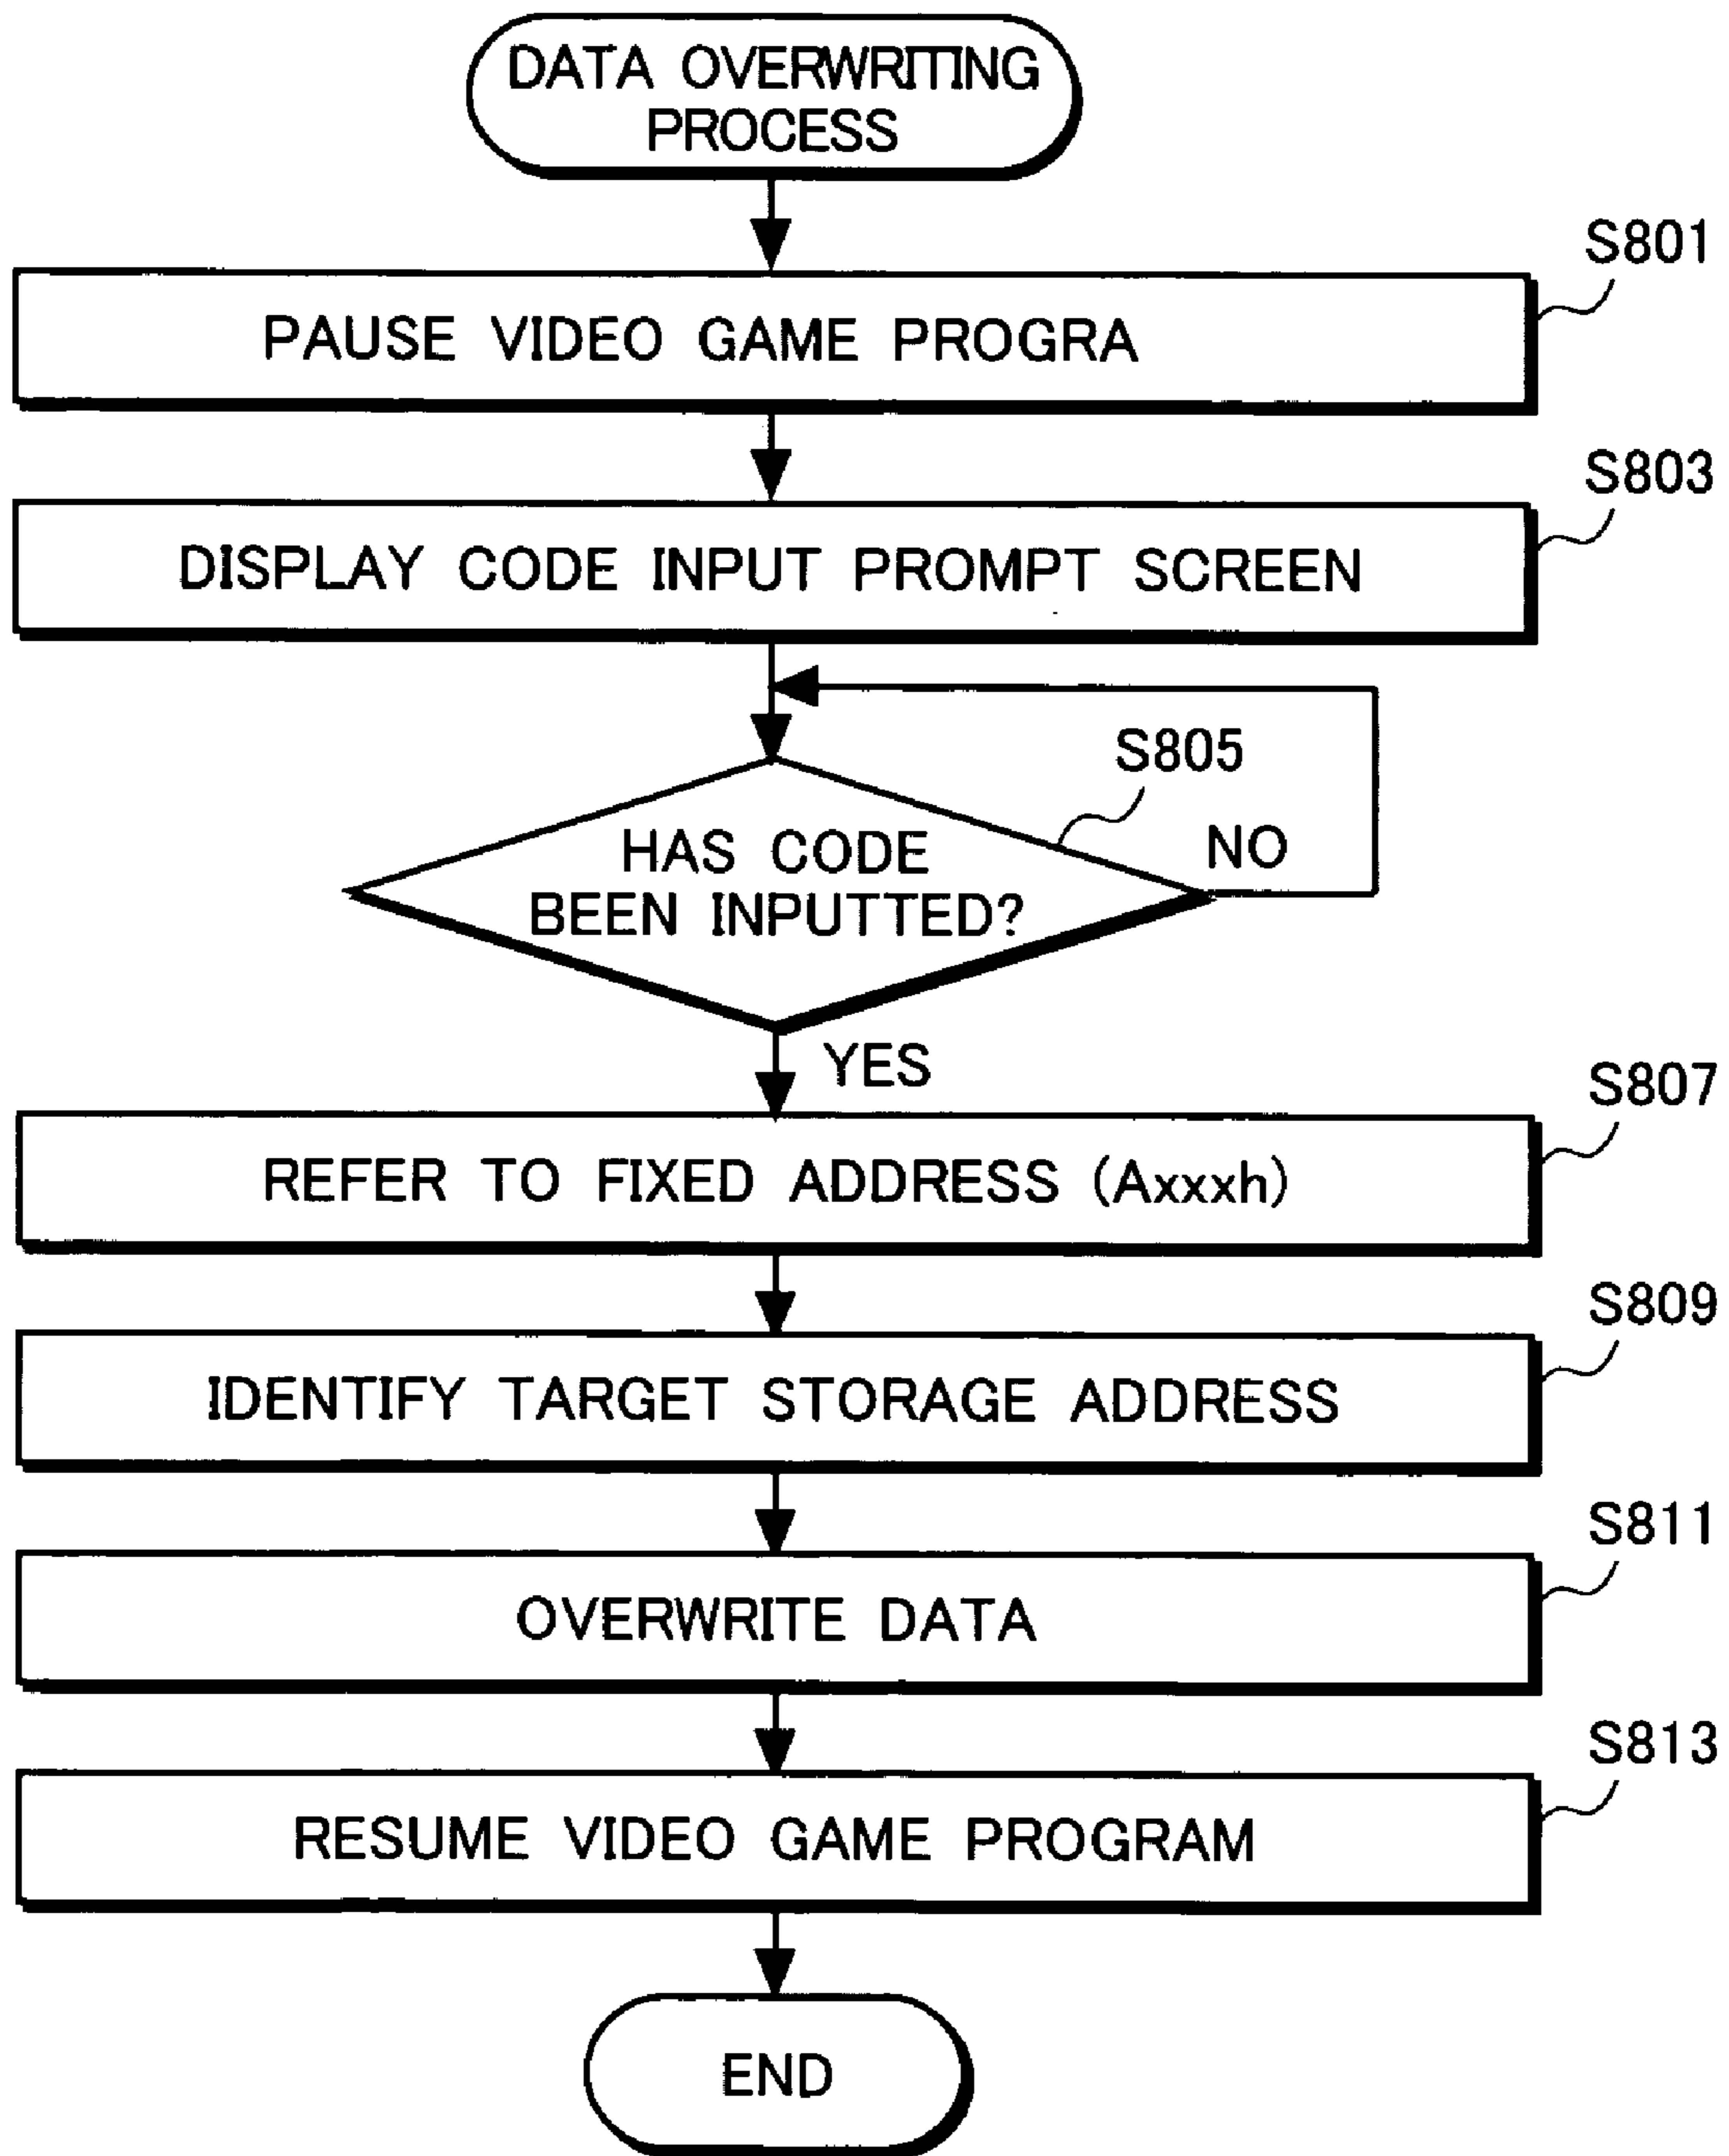 DATA OVERWRITING
PROCESS
S801
PAUSE VIDEO GAME PROGRA
S803
DISPLAY CODE INPUT PROMPT SCREEN
S805
HAS CODE
BEEN INPUTTED?
NO
YES
S807
REFER TO FIXED ADDRESS (Axxxh)
S809
IDENTIFY TARGET STORAGE ADDRESS
S811
OVERWRITE DATA
S813
RESUME VIDEO GAME PROGRAM
END